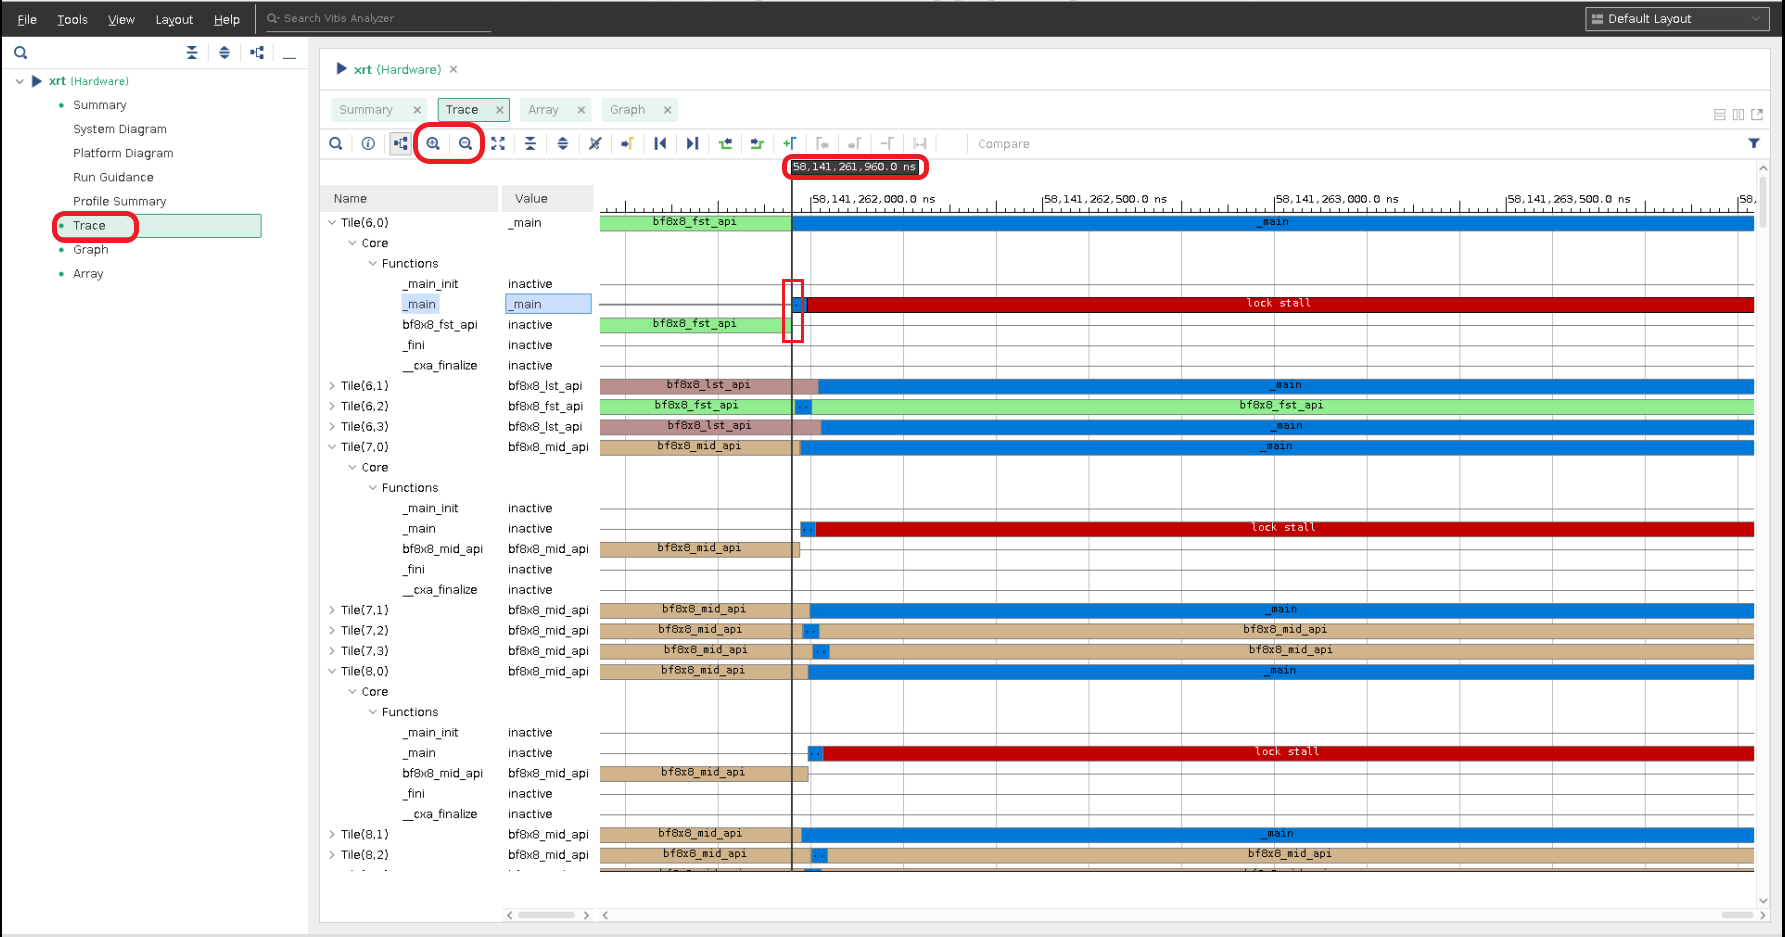 File Tools View Layout Help Search Vitis Analyzer Default Layout
xrt (Hardware)
Summary
System Diagram
Platform Diagram
Run Guidance
Profile Summary
Trace
Graph
Array
xrt (Hardware)
Summary Trace Array Graph
Compare
58,141,261,960.0 ns
Name Value 58,141,262,000.0 ns 58,141,262,500.0 ns 58,141,263,000.0 ns 58,141,263,500.0 ns 58,
Tile(6,0) _main bf8x8_fst_api _main
Core
Functions
_main_init inactive
_main _main .. lock stall
bf8x8_fst_api inactive bf8x8_fst_api
_fini inactive
__cxa_finalize inactive
Tile(6,1) bf8x8_lst_api bf8x8_lst_api _main
Tile(6,2) bf8x8_fst_api bf8x8_fst_api .. bf8x8_fst_api
Tile(6,3) bf8x8_lst_api bf8x8_lst_api _main
Tile(7,0) bf8x8_mid_api bf8x8_mid_api _main
Core
Functions
_main_init inactive
_main inactive .. lock stall
bf8x8_mid_api bf8x8_mid_api bf8x8_mid_api
_fini inactive
__cxa_finalize inactive
Tile(7,1) bf8x8_mid_api bf8x8_mid_api _main
Tile(7,2) bf8x8_mid_api bf8x8_mid_api .. bf8x8_mid_api
Tile(7,3) bf8x8_mid_api bf8x8_mid_api .. bf8x8_mid_api
Tile(8,0) bf8x8_mid_api bf8x8_mid_api _main
Core
Functions
_main_init inactive
_main inactive .. lock stall
bf8x8_mid_api bf8x8_mid_api bf8x8_mid_api
_fini inactive
__cxa_finalize inactive
Tile(8,1) bf8x8_mid_api bf8x8_mid_api _main
Tile(8,2) bf8x8_mid_api bf8x8_mid_api .. bf8x8_mid_api